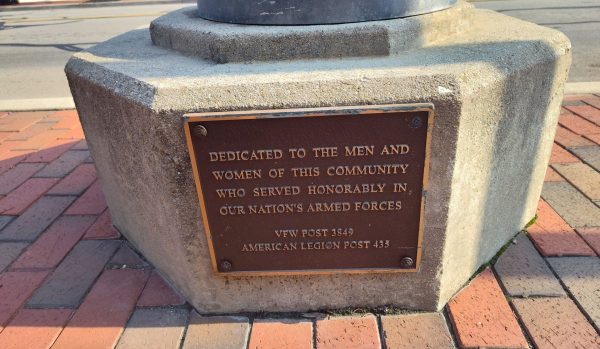 DEDICATED TO THE MEN AND
WOMEN OF THIS COMMUNITY
WHO SERVED HONORABLY IN
OUR NATION'S ARMED FORCES
VFW POST 3849
AMERICAN LEGION POST 435